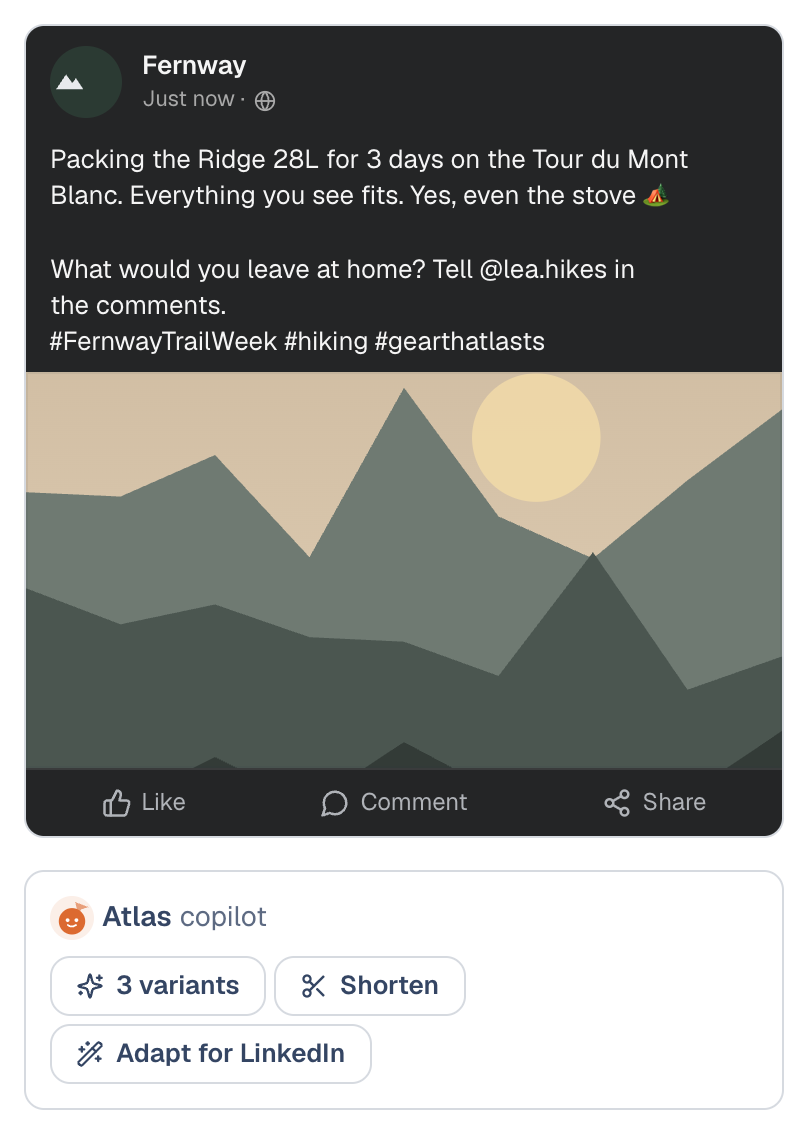 Fernway
Just now ·
Packing the Ridge 28L for 3 days on the Tour du Mont
Blanc. Everything you see fits. Yes, even the stove 🏕️
What would you leave at home? Tell @lea.hikes in
the comments.
#FernwayTrailWeek #hiking #gearthatlasts
Like
Comment
Share
Atlas copilot
3 variants
Shorten
Adapt for LinkedIn